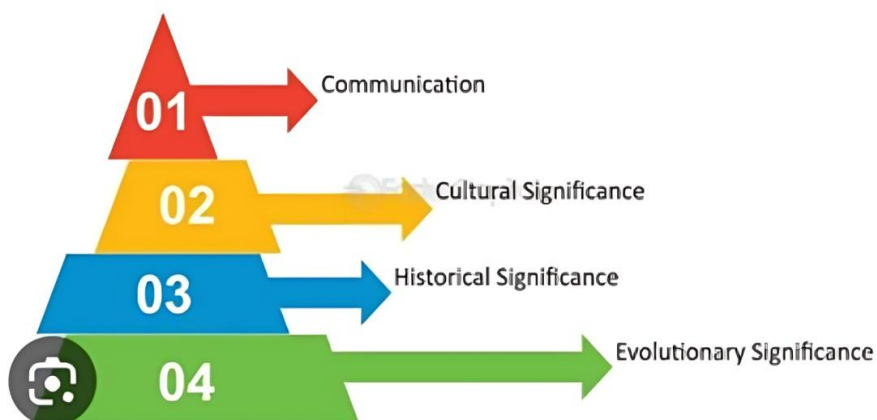 01
Communication
02
Cultural Significance
03
Historical Significance
04
Evolutionary Significance